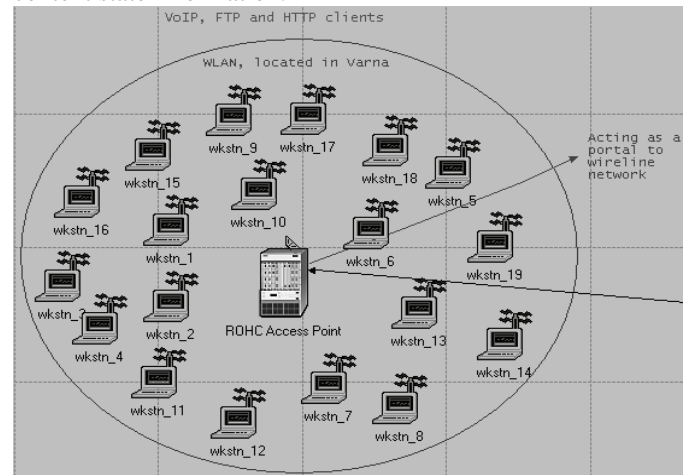 VoIP, FTP and HTTP clients
WLAN, located in Varna
Acting as a
portal to
wireline
network
wkstn_9
wkstn_17
wkstn_15
wkstn_18
wkstn_5
wkstn_16
wkstn_10
wkstn_1
wkstn_6
wkstn_19
wkstn_2
ROHC Access Point
wkstn_4
wkstn_13
wkstn_14
wkstn_11
wkstn_7
wkstn_12
wkstn_8